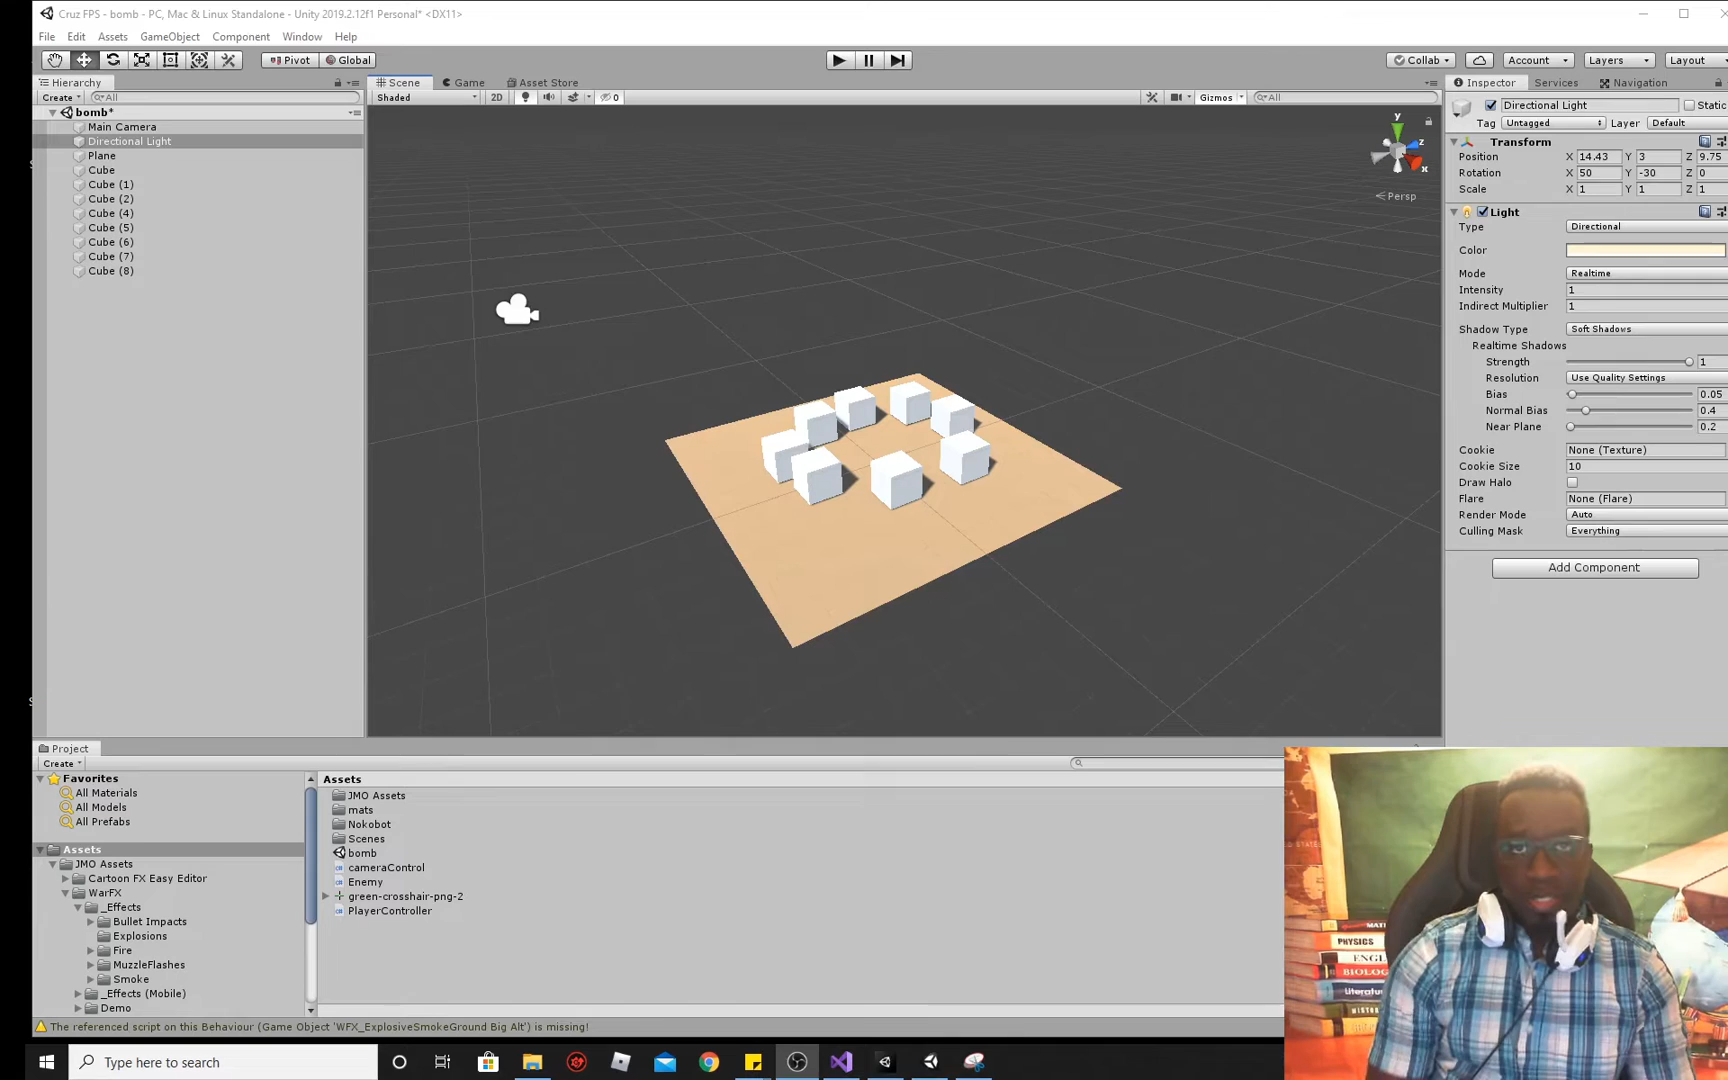 Cruz FPS - bomb - PC, Mac & Linux Standalone - Unity 2019.2.12f1 Personal* <DX11>
File Edit Assets GameObject Component Window Help
Pivot Global Collab Account Layers Layout
Hierarchy Scene Game Asset Store Inspector Services Navigation
Create All Shaded 2D 0 Gizmos All
bomb*
Main Camera
Directional Light
Plane
Cube
Cube (1)
Cube (2)
Cube (4)
Cube (5)
Cube (6)
Cube (7)
Cube (8)
y
z
x
Persp
Directional Light Static
Tag Untagged Layer Default
Transform
Position X 14.43 Y 3 Z 9.75
Rotation X 50 Y -30 Z 0
Scale X 1 Y 1 Z 1
Light
Type Directional
Color
Mode Realtime
Intensity 1
Indirect Multiplier 1
Shadow Type Soft Shadows
Realtime Shadows
Strength 1
Resolution Use Quality Settings
Bias 0.05
Normal Bias 0.4
Near Plane 0.2
Cookie None (Texture)
Cookie Size 10
Draw Halo
Flare None (Flare)
Render Mode Auto
Culling Mask Everything
Add Component
Project
Create
Favorites
All Materials
All Models
All Prefabs
Assets
JMO Assets
Cartoon FX Easy Editor
WarFX
_Effects
Bullet Impacts
Explosions
Fire
MuzzleFlashes
Smoke
_Effects (Mobile)
Demo
Assets
JMO Assets
mats
Nokobot
Scenes
bomb
cameraControl
Enemy
green-crosshair-png-2
PlayerController
PHYSICS
ENG
BIOLO
Literatu
HISTOR
The referenced script on this Behaviour (Game Object 'WFX_ExplosiveSmokeGround Big Alt') is missing!
Type here to search